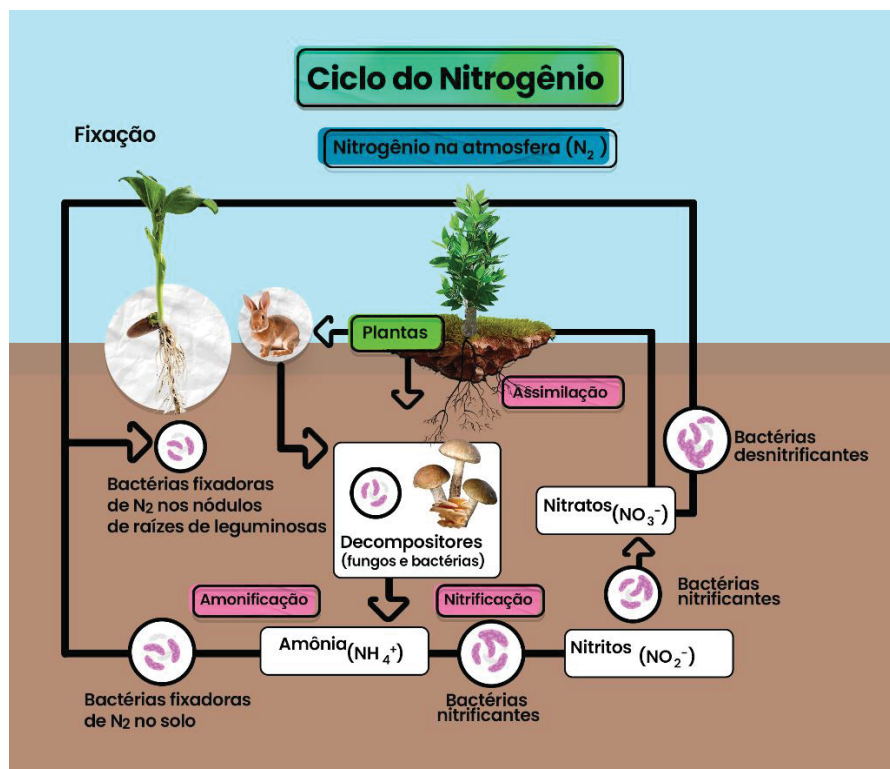 Ciclo do Nitrogênio
Fixação
Nitrogênio na atmosfera (N₂ )
Plantas
Assimilação
Bactérias
desnitrificantes
Bactérias fixadoras
de N₂ nos nódulos
de raízes de leguminosas
Nitratos(NO₃⁻)
Decompositores
(fungos e bactérias)
Bactérias
nitrificantes
Amonificação
Nitrificação
Amônia(NH ₄⁺)
Nitritos (NO₂⁻)
Bactérias fixadoras
de N₂ no solo
Bactérias
nitrificantes